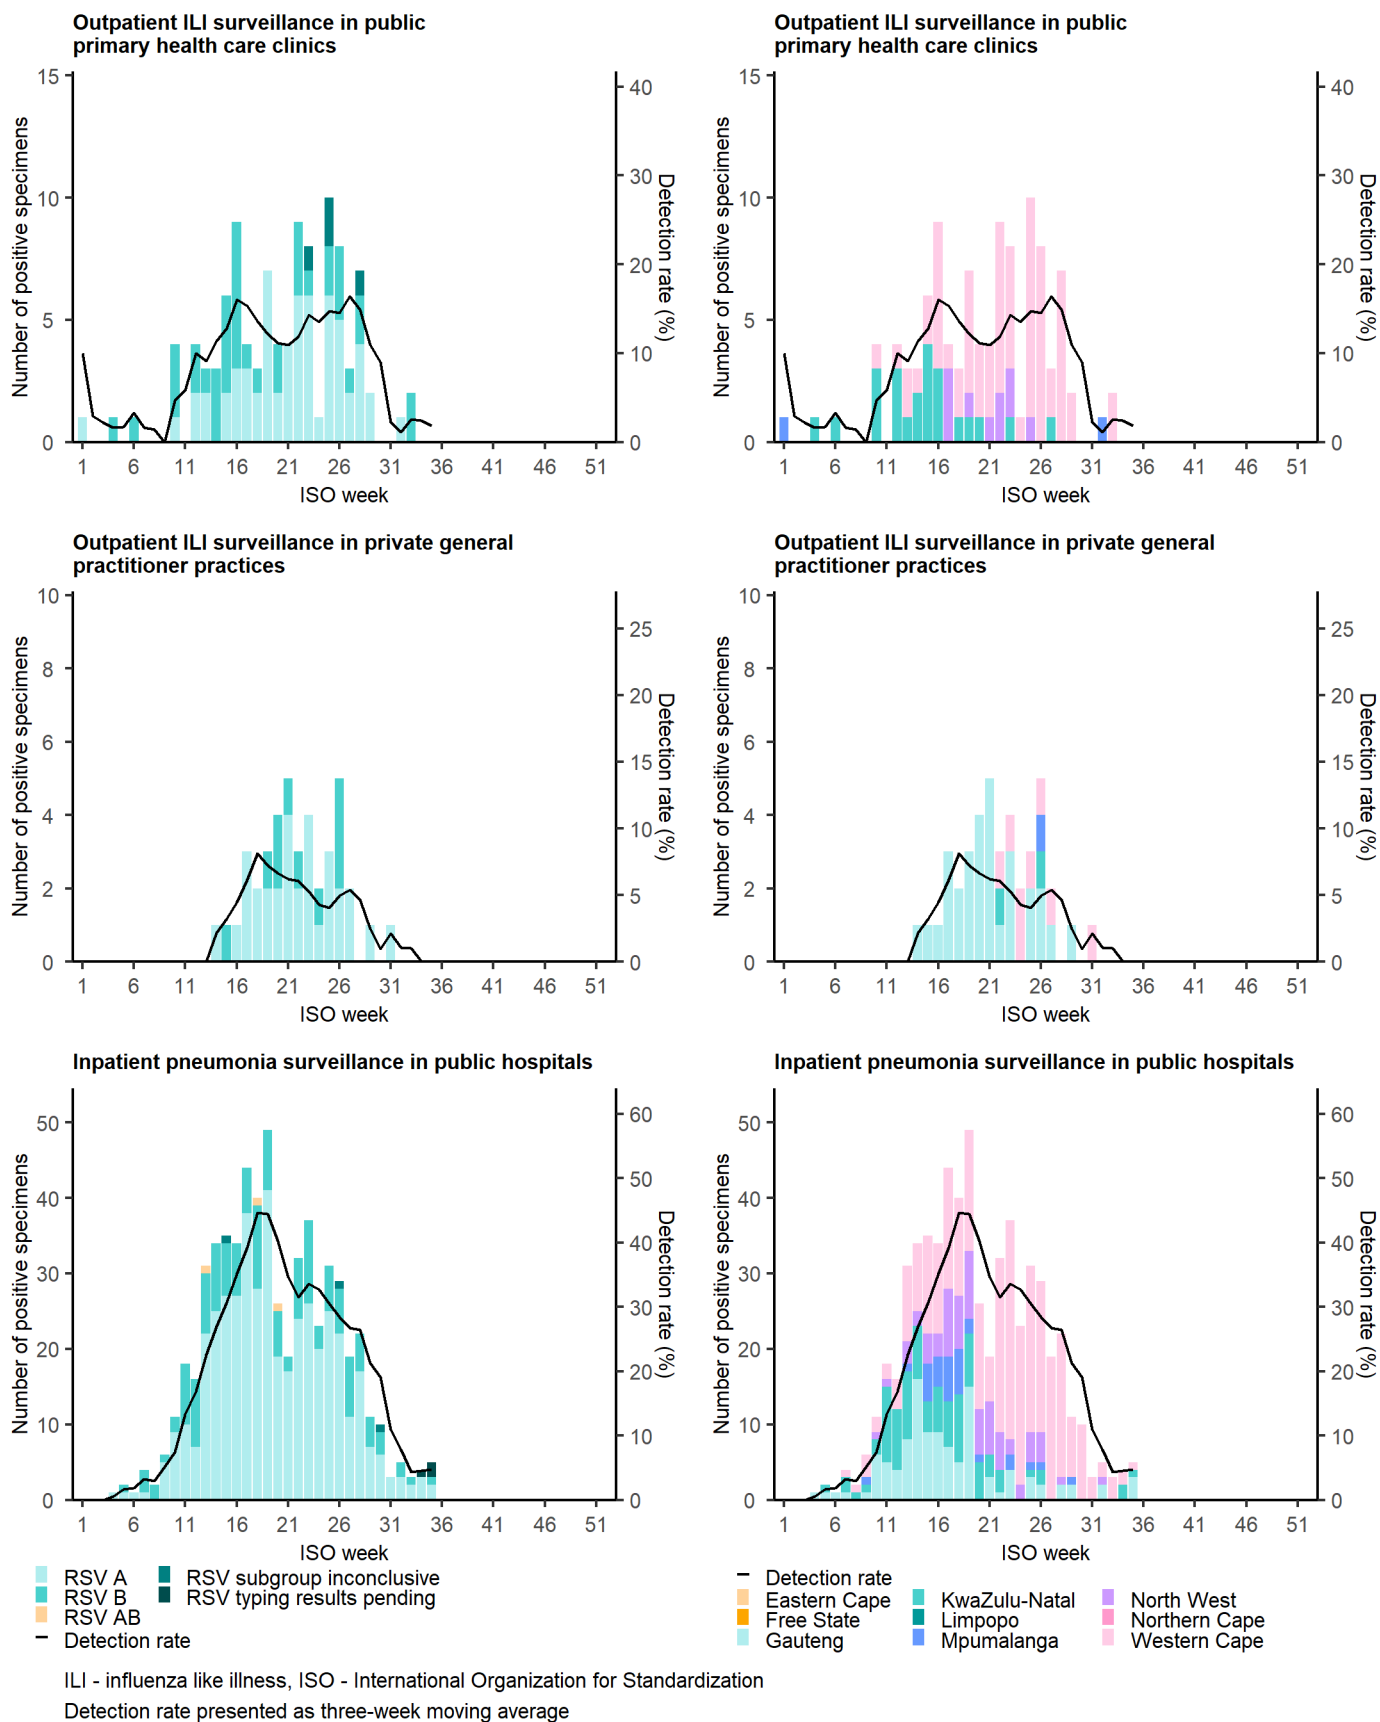 Outpatient ILI surveillance in public
primary health care clinics
15
10
5
0
40
30
20
10
0
Number of positive specimens
Detection rate (%)
1 6 11 16 21 26 31 36 41 46 51
ISO week
Outpatient ILI surveillance in public
primary health care clinics
15
10
5
0
40
30
20
10
0
Number of positive specimens
Detection rate (%)
1 6 11 16 21 26 31 36 41 46 51
ISO week
Outpatient ILI surveillance in private general
practitioner practices
10
8
6
4
2
0
25
20
15
10
5
0
Number of positive specimens
Detection rate (%)
1 6 11 16 21 26 31 36 41 46 51
ISO week
Outpatient ILI surveillance in private general
practitioner practices
10
8
6
4
2
0
25
20
15
10
5
0
Number of positive specimens
Detection rate (%)
1 6 11 16 21 26 31 36 41 46 51
ISO week
Inpatient pneumonia surveillance in public hospitals
50
40
30
20
10
0
60
50
40
30
20
10
0
Number of positive specimens
Detection rate (%)
1 6 11 16 21 26 31 36 41 46 51
ISO week
RSV A
RSV B
RSV AB
Detection rate
RSV subgroup inconclusive
RSV typing results pending
Inpatient pneumonia surveillance in public hospitals
50
40
30
20
10
0
60
50
40
30
20
10
0
Number of positive specimens
Detection rate (%)
1 6 11 16 21 26 31 36 41 46 51
ISO week
Detection rate
Eastern Cape
Free State
Gauteng
KwaZulu-Natal
Limpopo
Mpumalanga
North West
Northern Cape
Western Cape
ILI - influenza like illness, ISO - International Organization for Standardization
Detection rate presented as three-week moving average